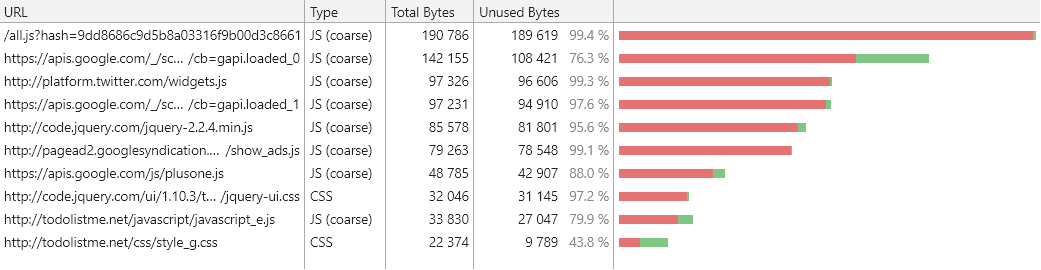 URL Type Total Bytes Unused Bytes
/all.js?hash=9dd8686c9d5b8a03316f9b00d3c8661 JS (coarse) 190 786 189 619 99.4 %
https://apis.google.com/_/sc... /cb=gapi.loaded_0 JS (coarse) 142 155 108 421 76.3 %
http://platform.twitter.com/widgets.js JS (coarse) 97 326 96 606 99.3 %
https://apis.google.com/_/sc... /cb=gapi.loaded_1 JS (coarse) 97 231 94 910 97.6 %
http://code.jquery.com/jquery-2.2.4.min.js JS (coarse) 85 578 81 801 95.6 %
http://pagead2.googlesyndication.... /show_ads.js JS (coarse) 79 263 78 548 99.1 %
https://apis.google.com/js/plusone.js JS (coarse) 48 785 42 907 88.0 %
http://code.jquery.com/ui/1.10.3/t... /jquery-ui.css CSS 32 046 31 145 97.2 %
http://todolistme.net/javascript/javascript_e.js JS (coarse) 33 830 27 047 79.9 %
http://todolistme.net/css/style_g.css CSS 22 374 9 789 43.8 %